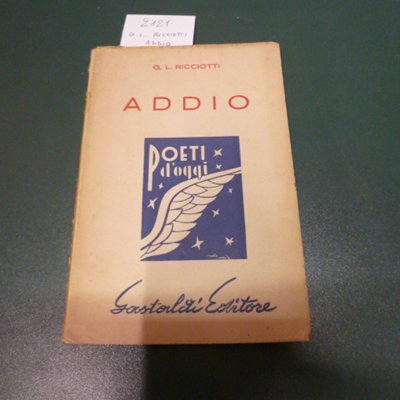 2121
G. L. RICCIOTTI
ADDIO
G. L. RICCIOTTI
ADDIO
POETI
d'oggi
Gastaldi Editore